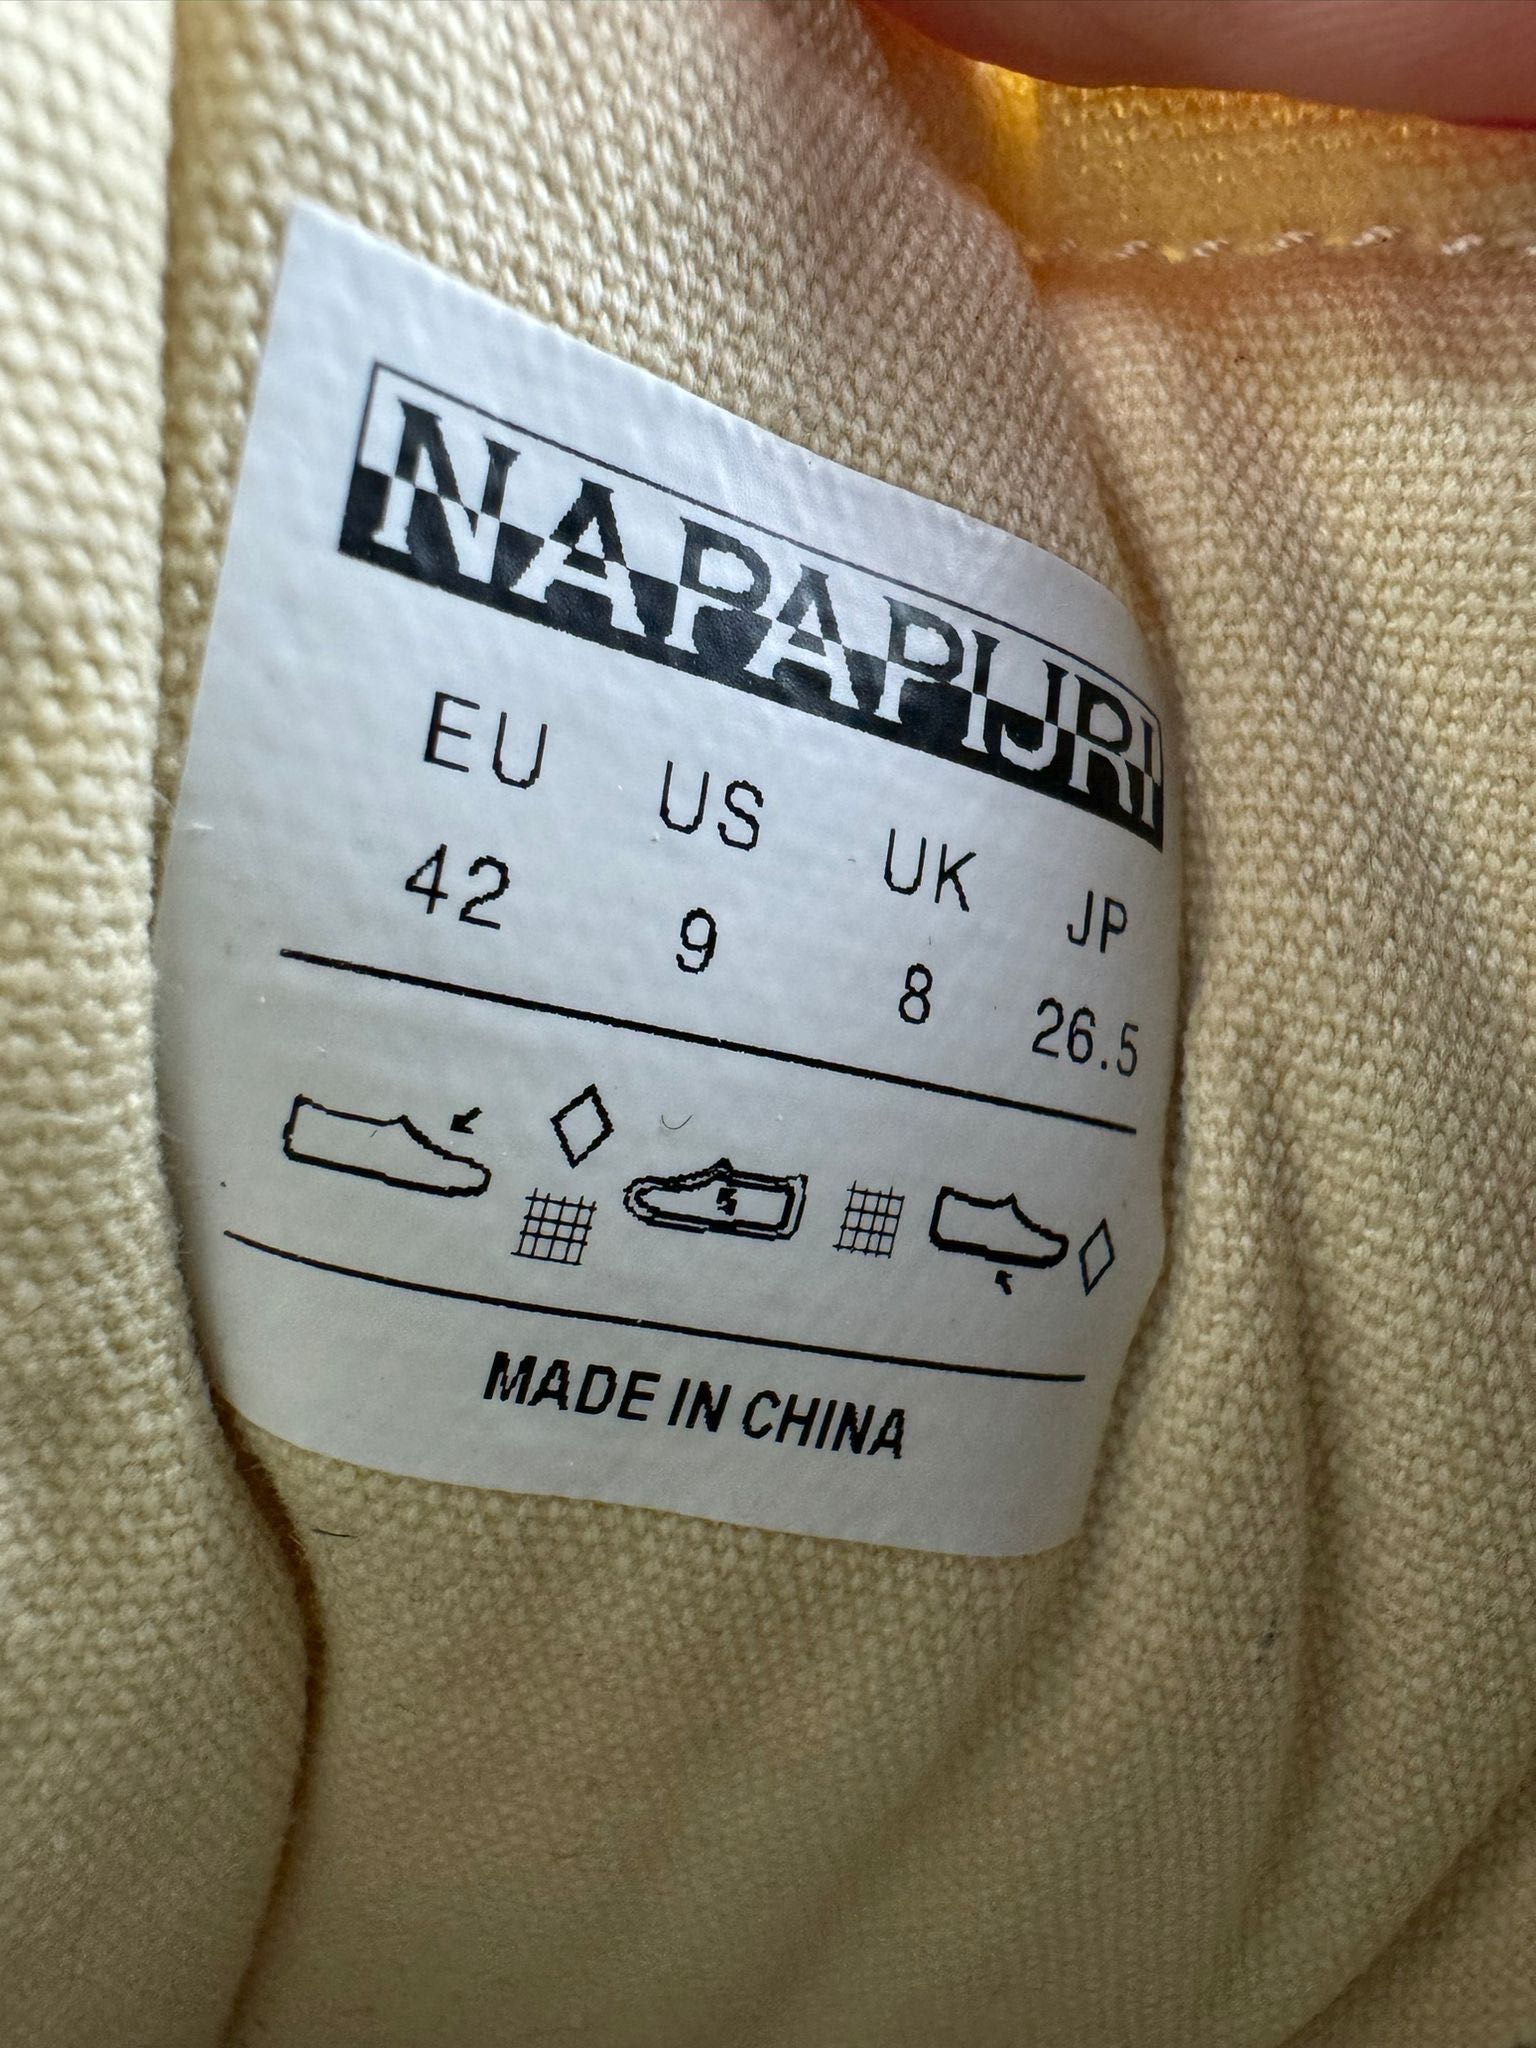 NAPAPIJRI
EU US UK JP
42 9 8 26.5
MADE IN CHINA